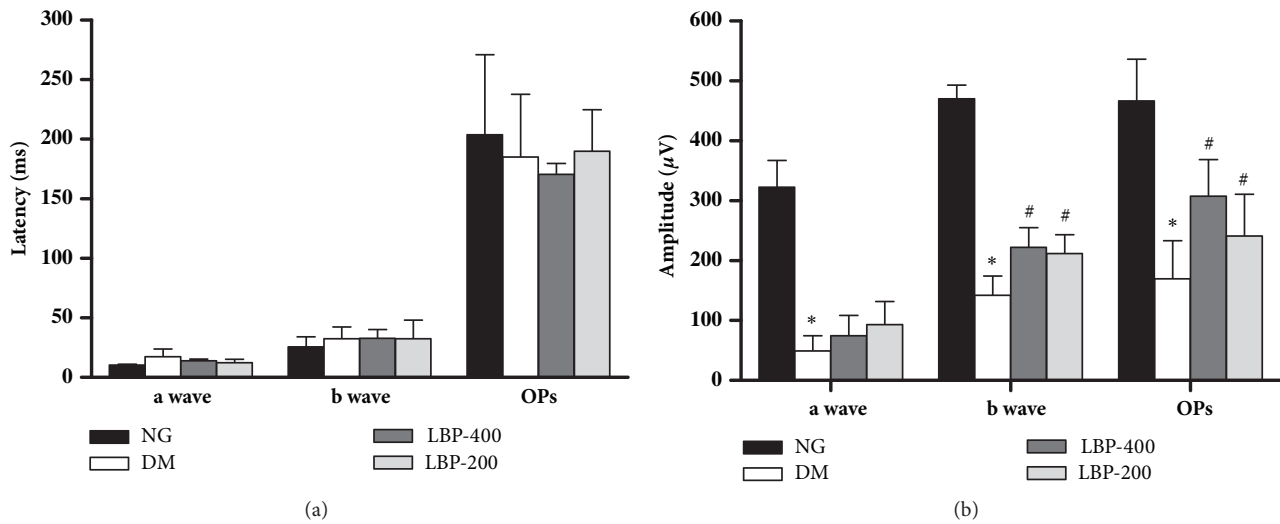 300
250
200
150
100
50
0
Latency (ms)
a wave
b wave
OPs
NG
LBP-400
DM
LBP-200
(a)
600
500
400
300
200
100
0
Amplitude (μV)
*
*
#
#
*
#
#
a wave
b wave
OPs
NG
LBP-400
DM
LBP-200
(b)